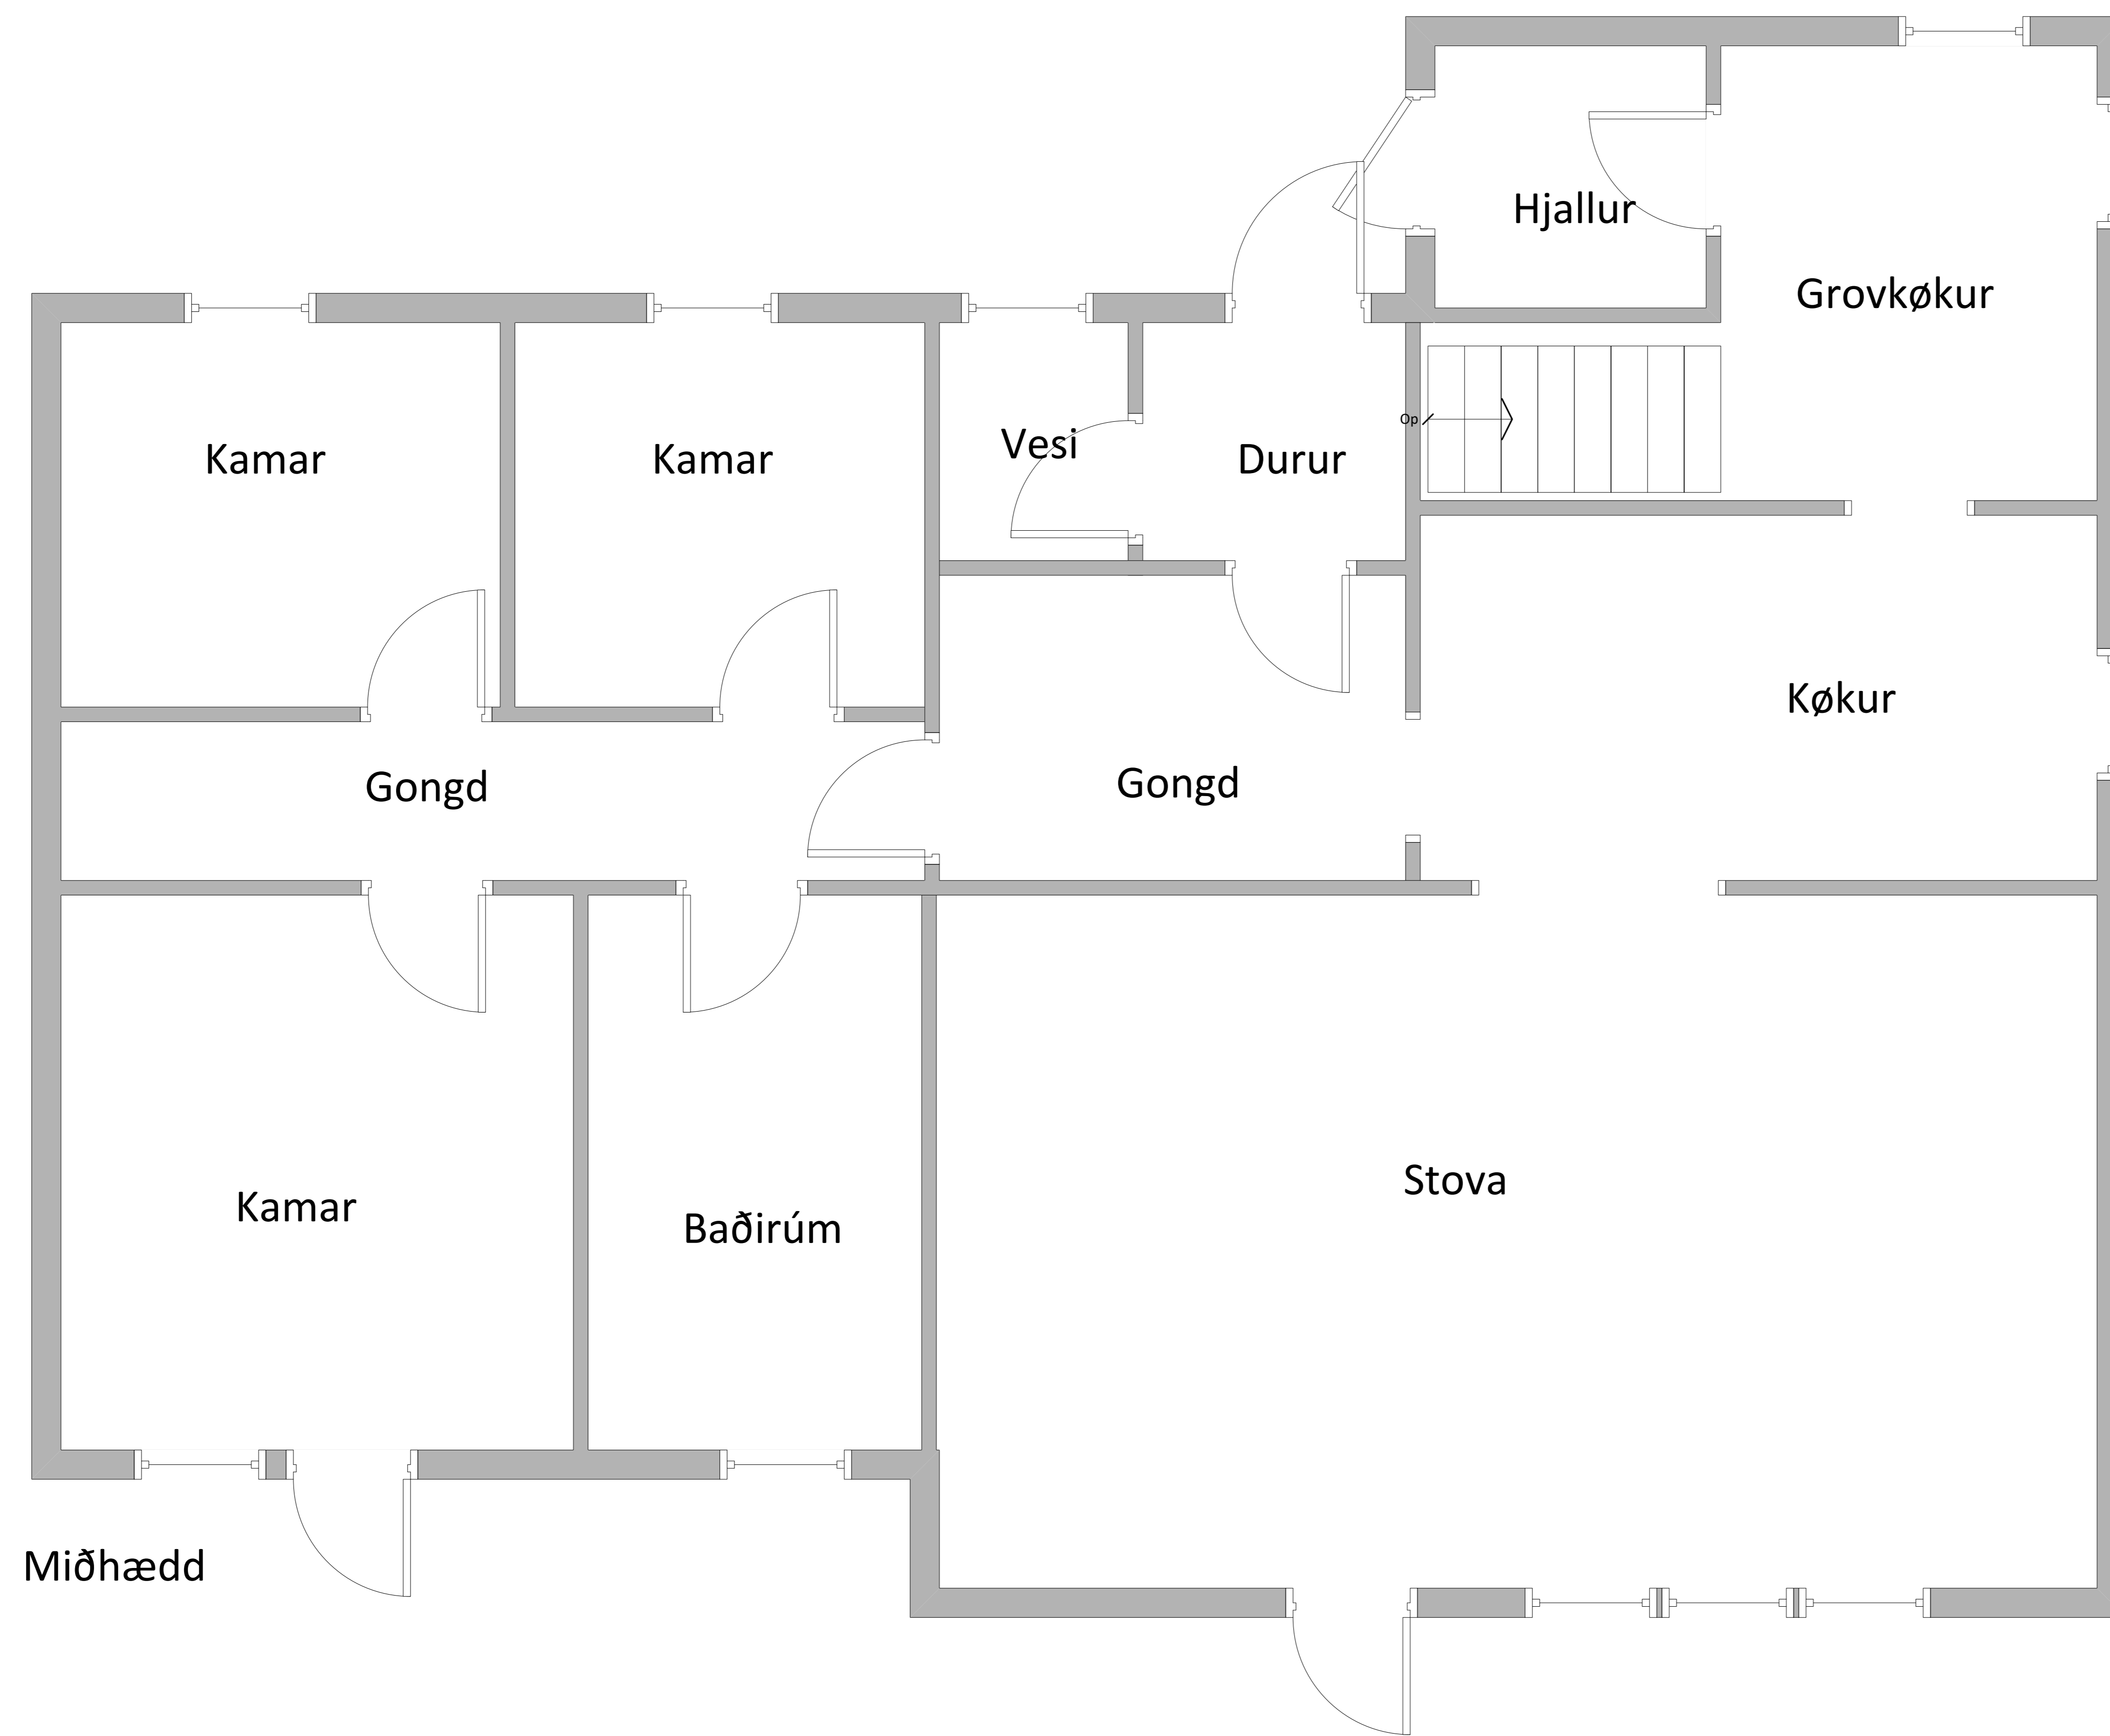 Hjallur
Grovkøkur
Kamar
Kamar
Vesi
Durur
Op
Køkur
Gongd
Gongd
Stova
Kamar
Baðirúm
Miðhædd